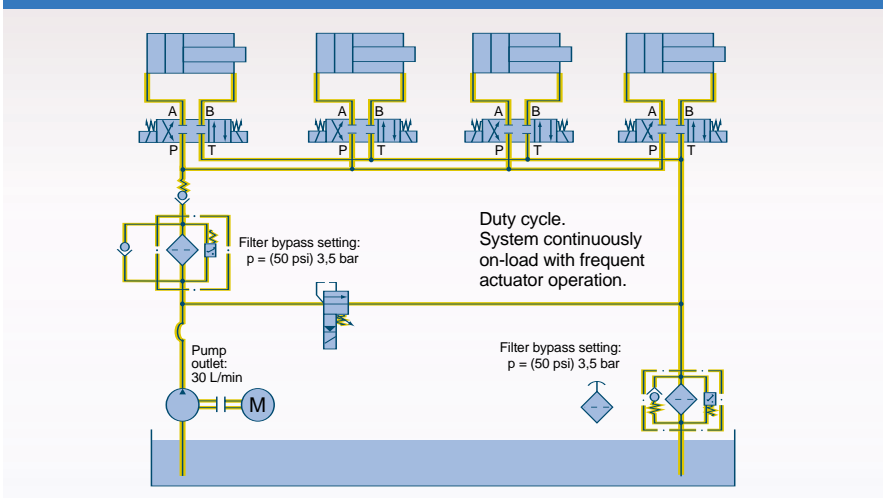 A B
P T
A B
P T
A B
P T
A B
P T
Filter bypass setting:
p = (50 psi) 3,5 bar
Duty cycle.
System continuously
on-load with frequent
actuator operation.
Pump
outlet:
30 L/min
M
Filter bypass setting:
p = (50 psi) 3,5 bar